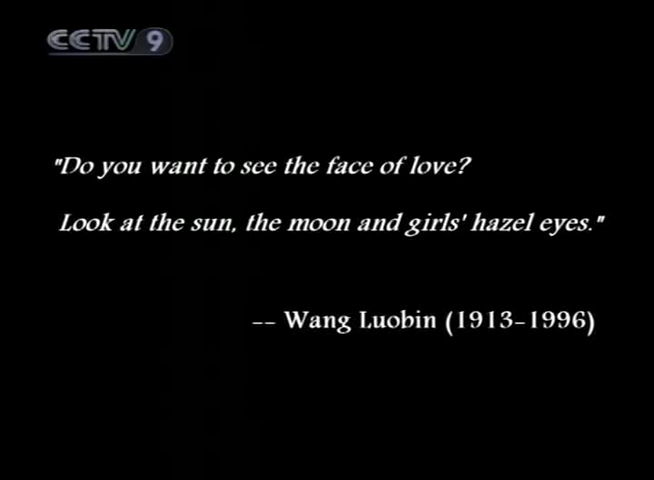 CCTV 9
"Do you want to see the face of love?
Look at the sun, the moon and girls' hazel eyes."
-- Wang Luobin (1913-1996)